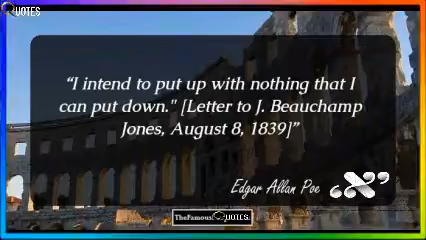 QUOTES
“I intend to put up with nothing that I
can put down." [Letter to J. Beauchamp
Jones, August 8, 1839]”
Edgar Allan Poe
TheFamousQUOTES.